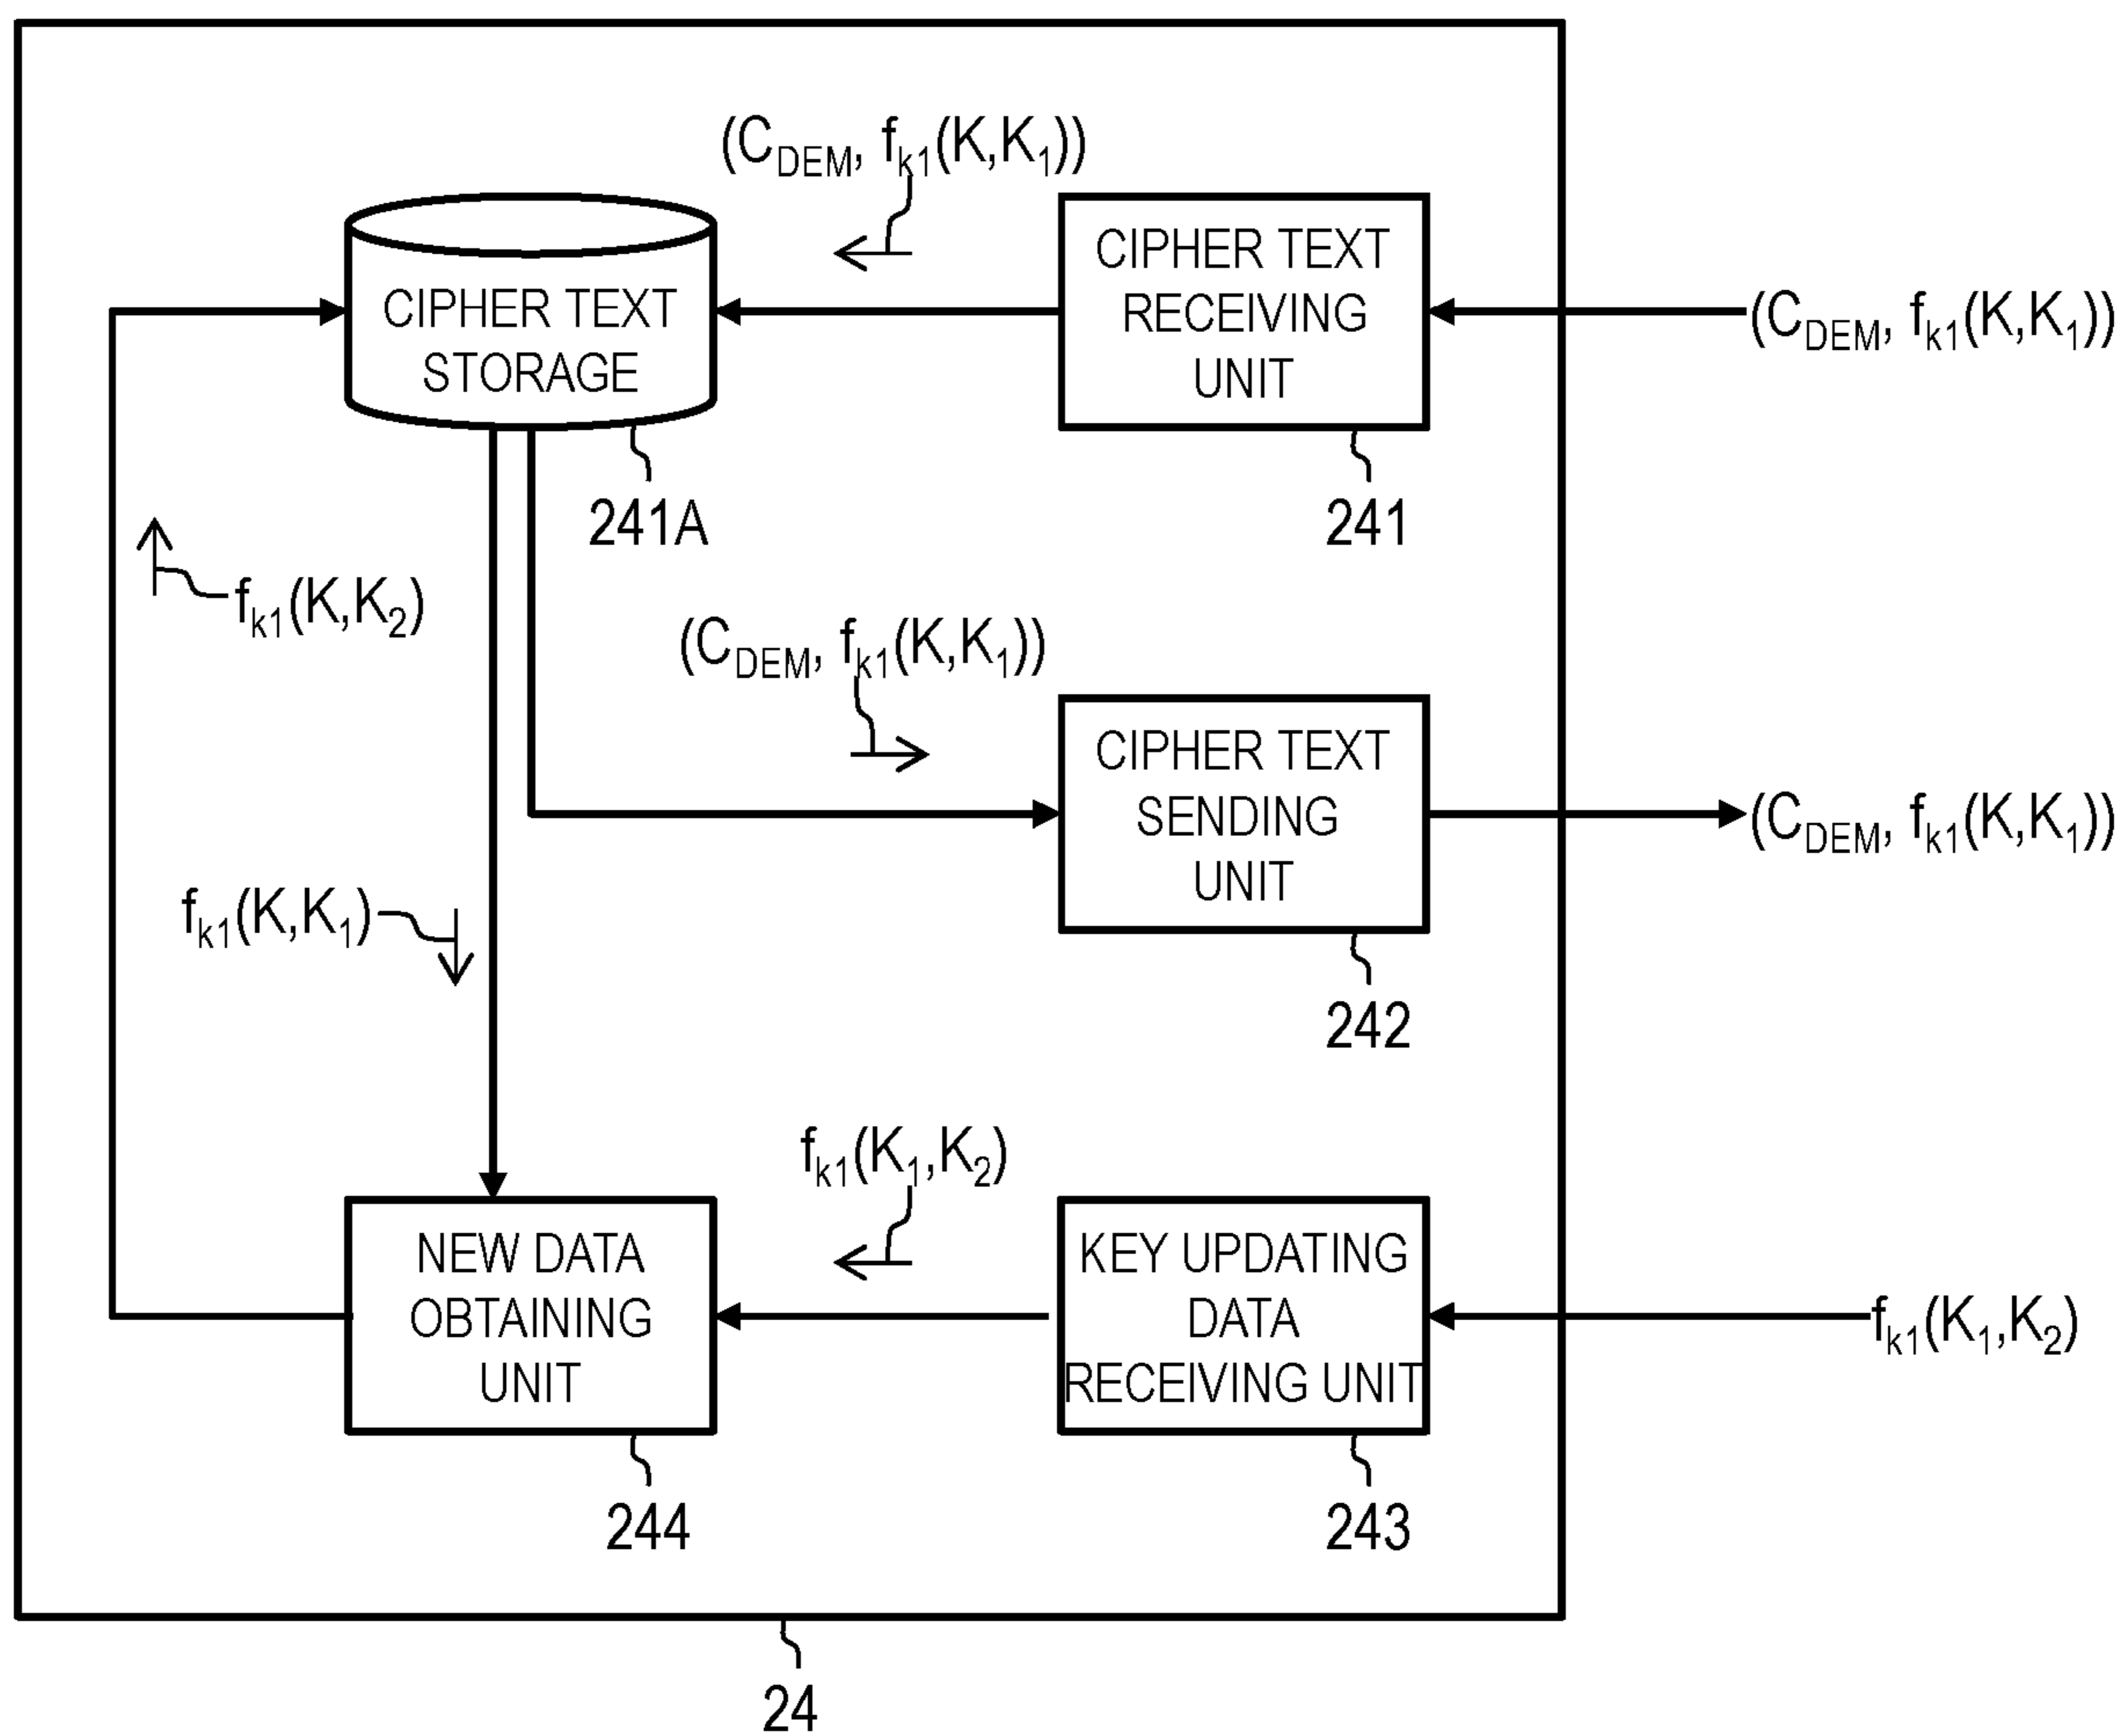 (C_DEM, f_k1(K,K_1))
CIPHER TEXT
STORAGE
241A
CIPHER TEXT
RECEIVING
UNIT
241
(C_DEM, f_k1(K,K_1))
f_k1(K,K_2)
(C_DEM, f_k1(K,K_1))
CIPHER TEXT
SENDING
UNIT
242
(C_DEM, f_k1(K,K_1))
f_k1(K,K_1)
f_k1(K_1,K_2)
NEW DATA
OBTAINING
UNIT
244
KEY UPDATING
DATA
RECEIVING UNIT
243
f_k1(K_1,K_2)
24